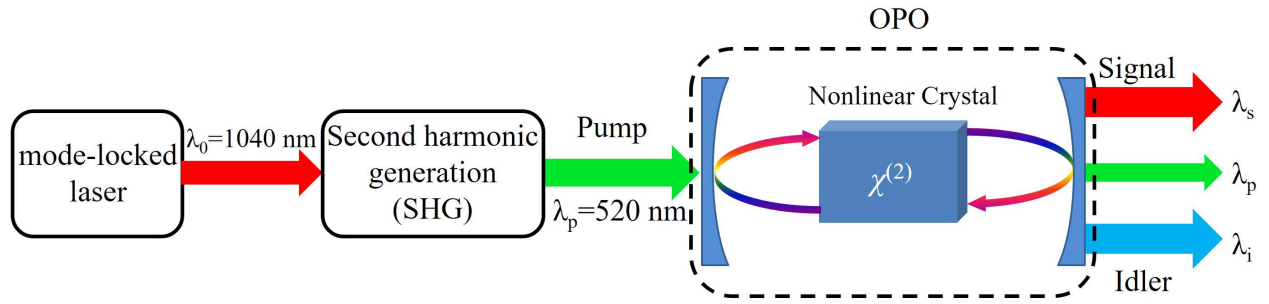 OPO
mode-locked
laser
λ₀=1040 nm
Second harmonic
generation
(SHG)
Pump
λₚ=520 nm
Nonlinear Crystal
χ⁽²⁾
Signal
λₛ
λₚ
λᵢ
Idler